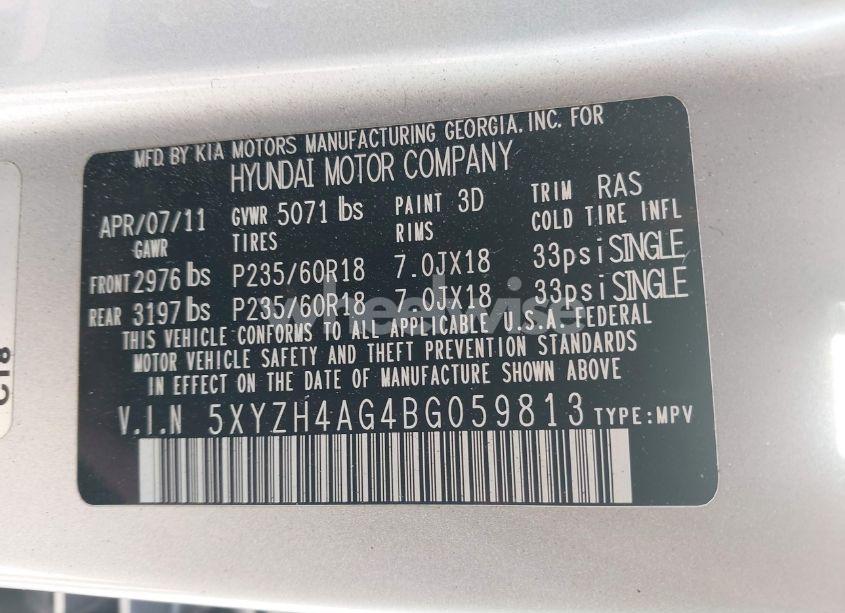 MFD. BY KIA MOTORS MANUFACTURING GEORGIA, INC. FOR
HYUNDAI MOTOR COMPANY
APR/07/11 GVWR 5071 lbs PAINT 3D TRIM RAS
GAWR TIRES RIMS COLD TIRE INFL
FRONT 2976 lbs P235/60R18 7.0JX18 33psi SINGLE
REAR 3197 lbs P235/60R18 7.0JX18 33psi SINGLE
THIS VEHICLE CONFORMS TO ALL APPLICABLE U.S.A. FEDERAL
MOTOR VEHICLE SAFETY AND THEFT PREVENTION STANDARDS
IN EFFECT ON THE DATE OF MANUFACTURE SHOWN ABOVE
V.I.N 5XYZH4AG4BG059813 TYPE:MPV
wheelwise